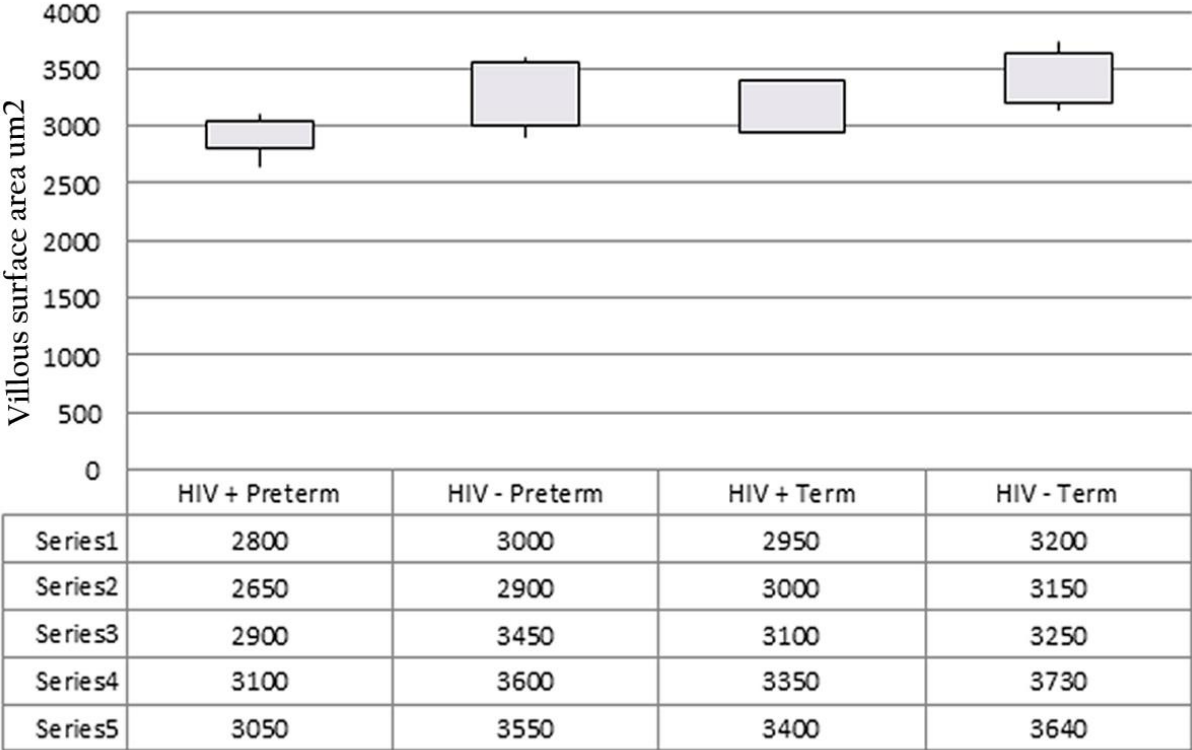 Villous surface area um2
4000
3500
3000
2500
2000
1500
1000
500
0
HIV + Preterm HIV - Preterm HIV + Term HIV - Term
Series1 2800 3000 2950 3200
Series2 2650 2900 3000 3150
Series3 2900 3450 3100 3250
Series4 3100 3600 3350 3730
Series5 3050 3550 3400 3640